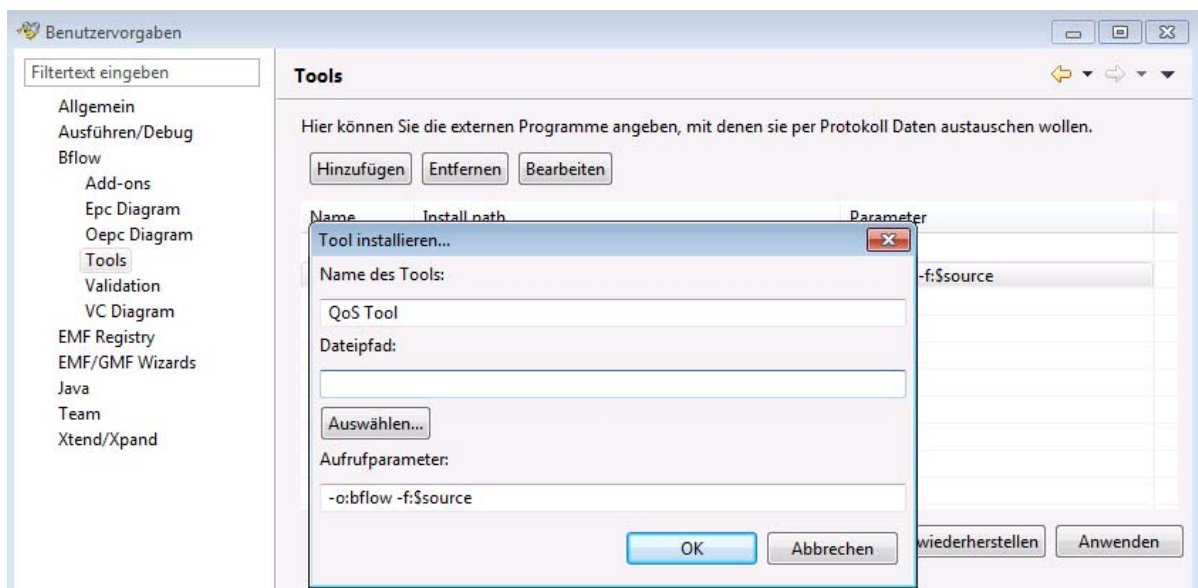 Benutzervorgaben
Filtertext eingeben
Allgemein
Ausführen/Debug
Bflow
Add-ons
Epc Diagram
Oepc Diagram
Tools
Validation
VC Diagram
EMF Registry
EMF/GMF Wizards
Java
Team
Xtend/Xpand
Tools
Hier können Sie die externen Programme angeben, mit denen sie per Protokoll Daten austauschen wollen.
Hinzufügen Entfernen Bearbeiten
Name Install path Parameter
-f:$source
Tool installieren...
Name des Tools:
QoS Tool
Dateipfad:
Auswählen...
Aufrufparameter:
-o:bflow -f:$source
OK Abbrechen
wiederherstellen Anwenden